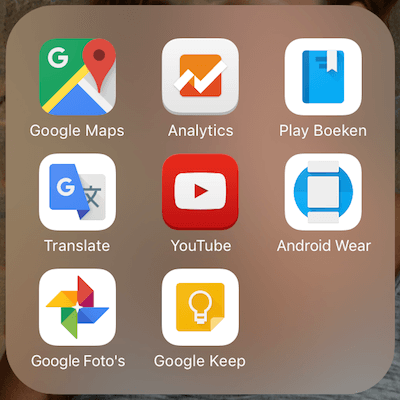 Google Maps
Analytics
Play Boeken
Translate
YouTube
Android Wear
Google Foto's
Google Keep
G
G
文